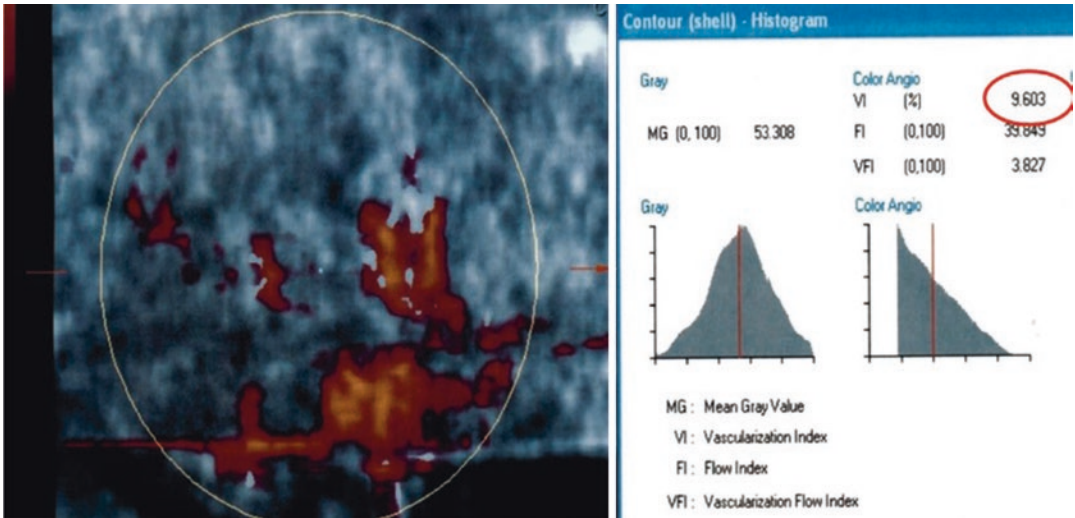 Contour (shell) - Histogram
Gray
Color Angio
VI (%) 9.603
MG (0, 100) 53.308
FI (0,100) 39.849
VFI (0,100) 3.827
Gray
Color Angio
MG : Mean Gray Value
VI : Vascularization Index
FI : Flow Index
VFI : Vascularization Flow Index